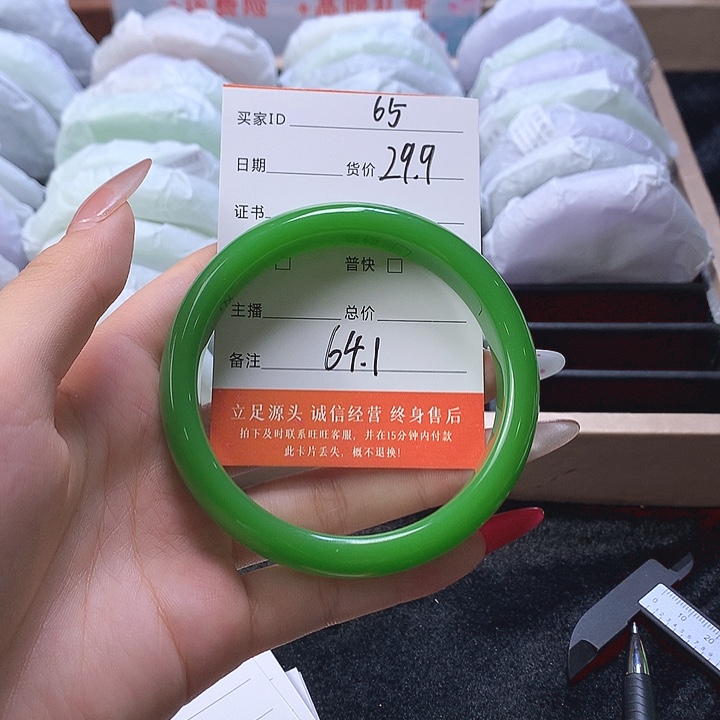 买家ID 65
日期 货价 29.9
证书
普快
主播 总价
备注 64.1
立足源头 诚信经营 终身售后
拍下及时联系旺旺客服，并在15分钟内付款
此卡片丢失，概不退换！
0 10 20